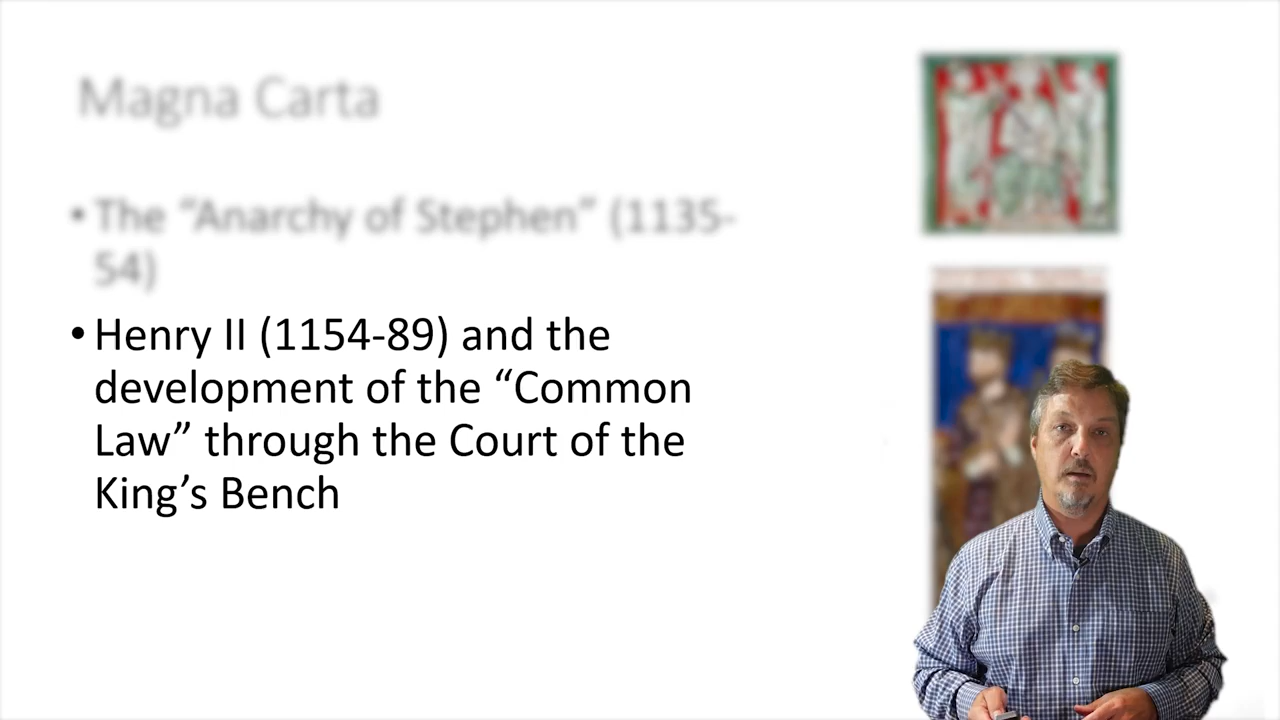 Magna Carta
• The “Anarchy of Stephen” (1135-
54)
• Henry II (1154-89) and the
development of the “Common
Law” through the Court of the
King’s Bench